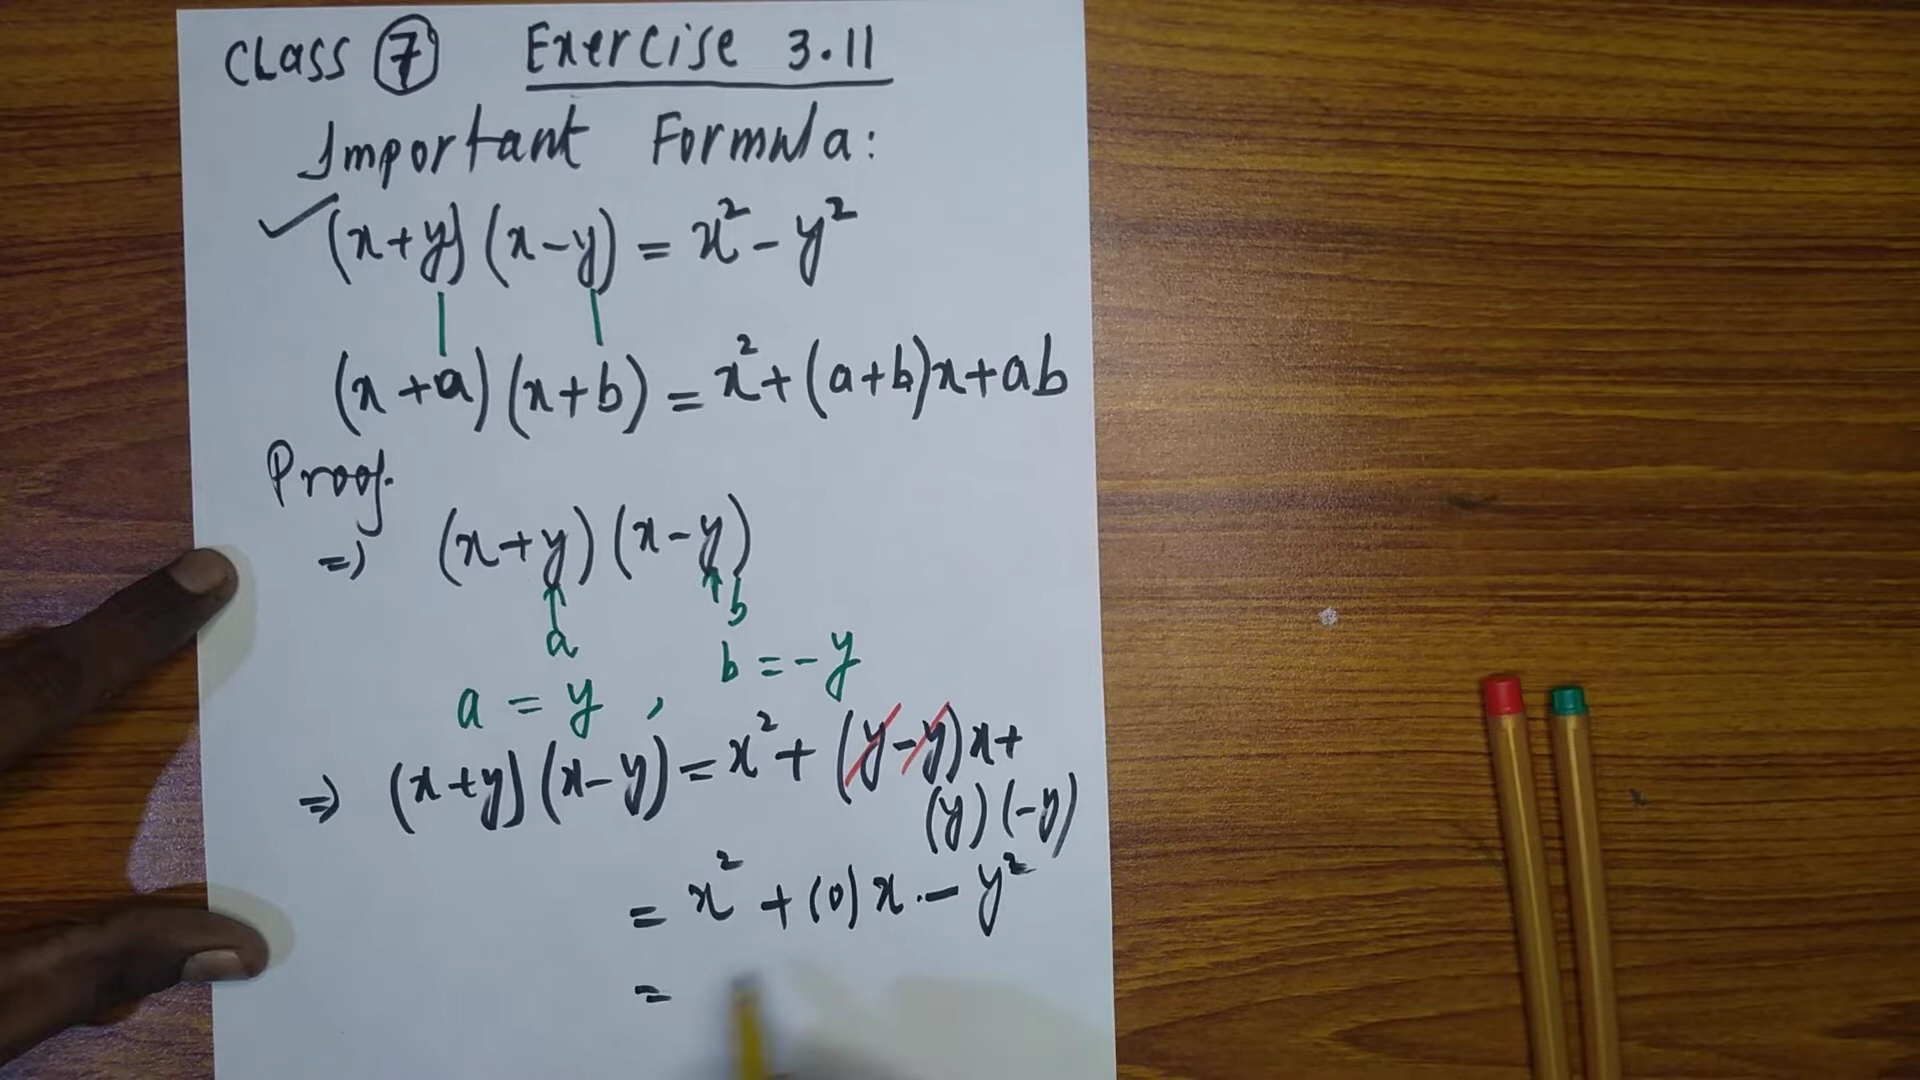 Class 7 Exercise 3.11
Important Formula:
✓ (x+y)(x-y) = x² - y²
(x+a)(x+b) = x² + (a+b)x + ab
Proof.
⇒ (x+y)(x-y)
a b
a = y , b = -y
⇒ (x+y)(x-y) = x² + (y-y)x +
(y)(-y)
= x² + (0)x - y²
=